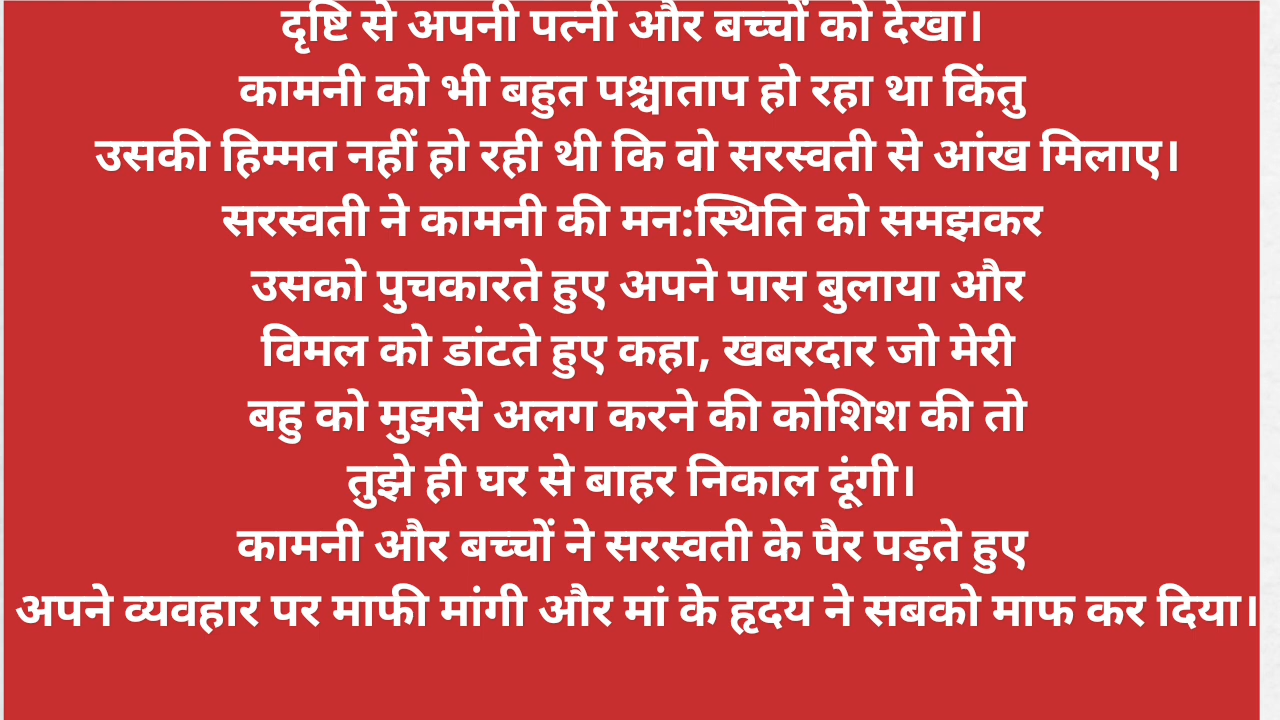 दृष्टि से अपनी पत्नी और बच्चों को देखा।
कामनी को भी बहुत पश्चाताप हो रहा था किंतु
उसकी हिम्मत नहीं हो रही थी कि वो सरस्वती से आंख मिलाए।
सरस्वती ने कामनी की मन:स्थिति को समझकर
उसको पुचकारते हुए अपने पास बुलाया और
विमल को डांटते हुए कहा, खबरदार जो मेरी
बहु को मुझसे अलग करने की कोशिश की तो
तुझे ही घर से बाहर निकाल दूंगी।
कामनी और बच्चों ने सरस्वती के पैर पड़ते हुए
अपने व्यवहार पर माफी मांगी और मां के हृदय ने सबको माफ कर दिया।